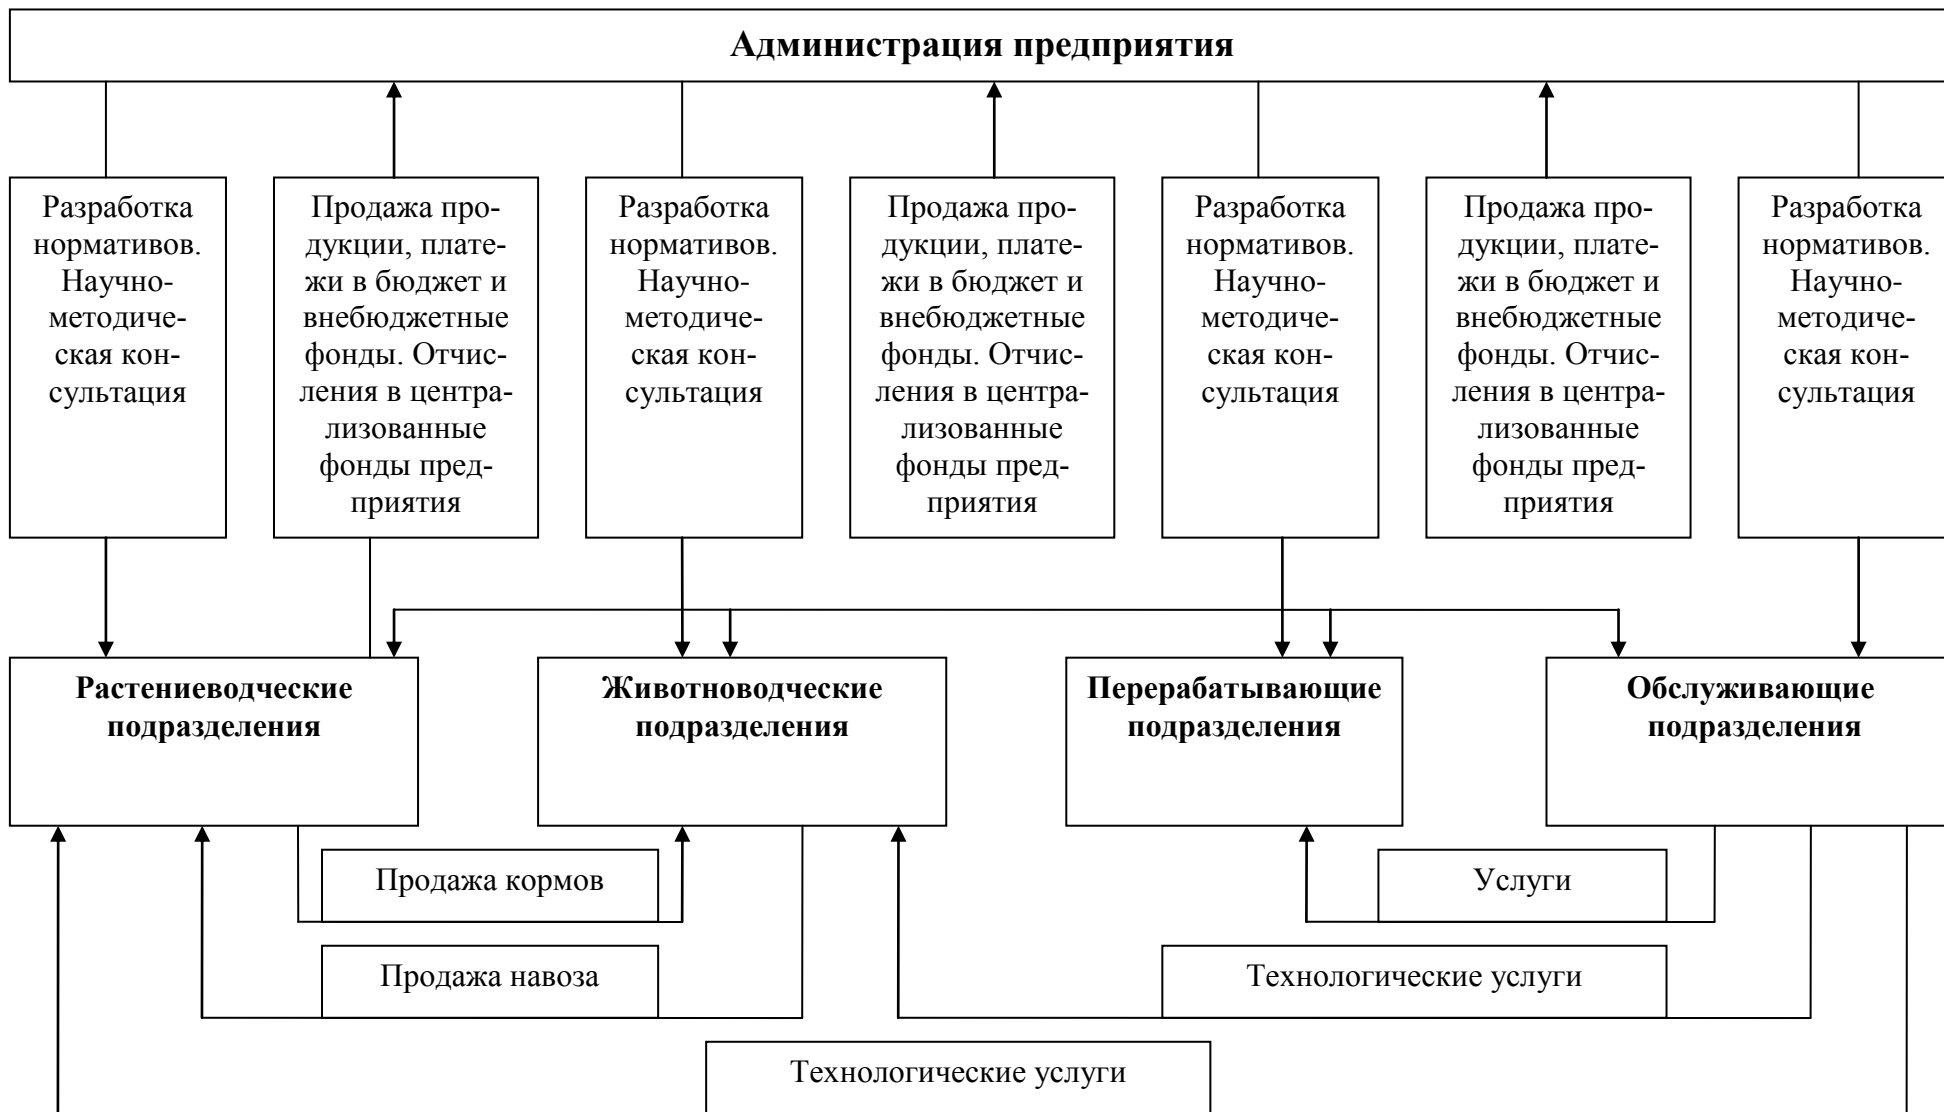 Администрация предприятия
Разработка
нормативов.
Научно-
методиче-
ская кон-
сультация
Продажа про-
дукции, плате-
жи в бюджет и
внебюджетные
фонды. Отчис-
ления в центра-
лизованные
фонды пред-
приятия
Разработка
нормативов.
Научно-
методиче-
ская кон-
сультация
Продажа про-
дукции, плате-
жи в бюджет и
внебюджетные
фонды. Отчис-
ления в центра-
лизованные
фонды пред-
приятия
Разработка
нормативов.
Научно-
методиче-
ская кон-
сультация
Продажа про-
дукции, плате-
жи в бюджет и
внебюджетные
фонды. Отчис-
ления в центра-
лизованные
фонды пред-
приятия
Разработка
нормативов.
Научно-
методиче-
ская кон-
сультация
Растениеводческие
подразделения
Животноводческие
подразделения
Перерабатывающие
подразделения
Обслуживающие
подразделения
Продажа кормов
Услуги
Продажа навоза
Технологические услуги
Технологические услуги